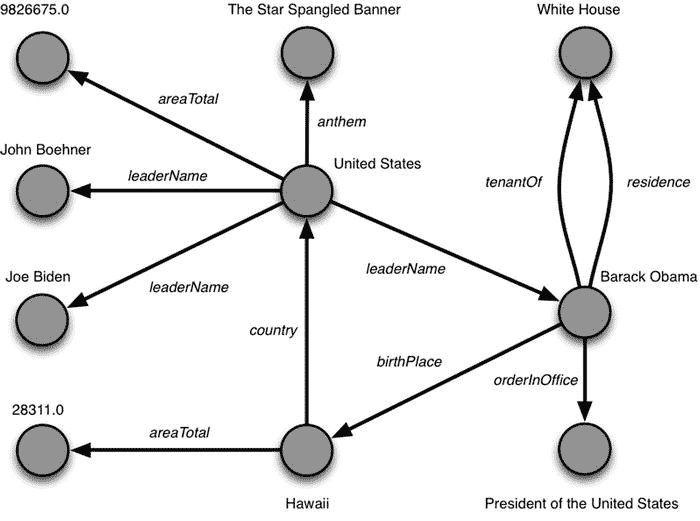 9826675.0
The Star Spangled Banner
White House
areaTotal
anthem
John Boehner
leaderName
United States
tenantOf
residence
Joe Biden
leaderName
leaderName
Barack Obama
country
birthPlace
orderInOffice
28311.0
areaTotal
Hawaii
President of the United States